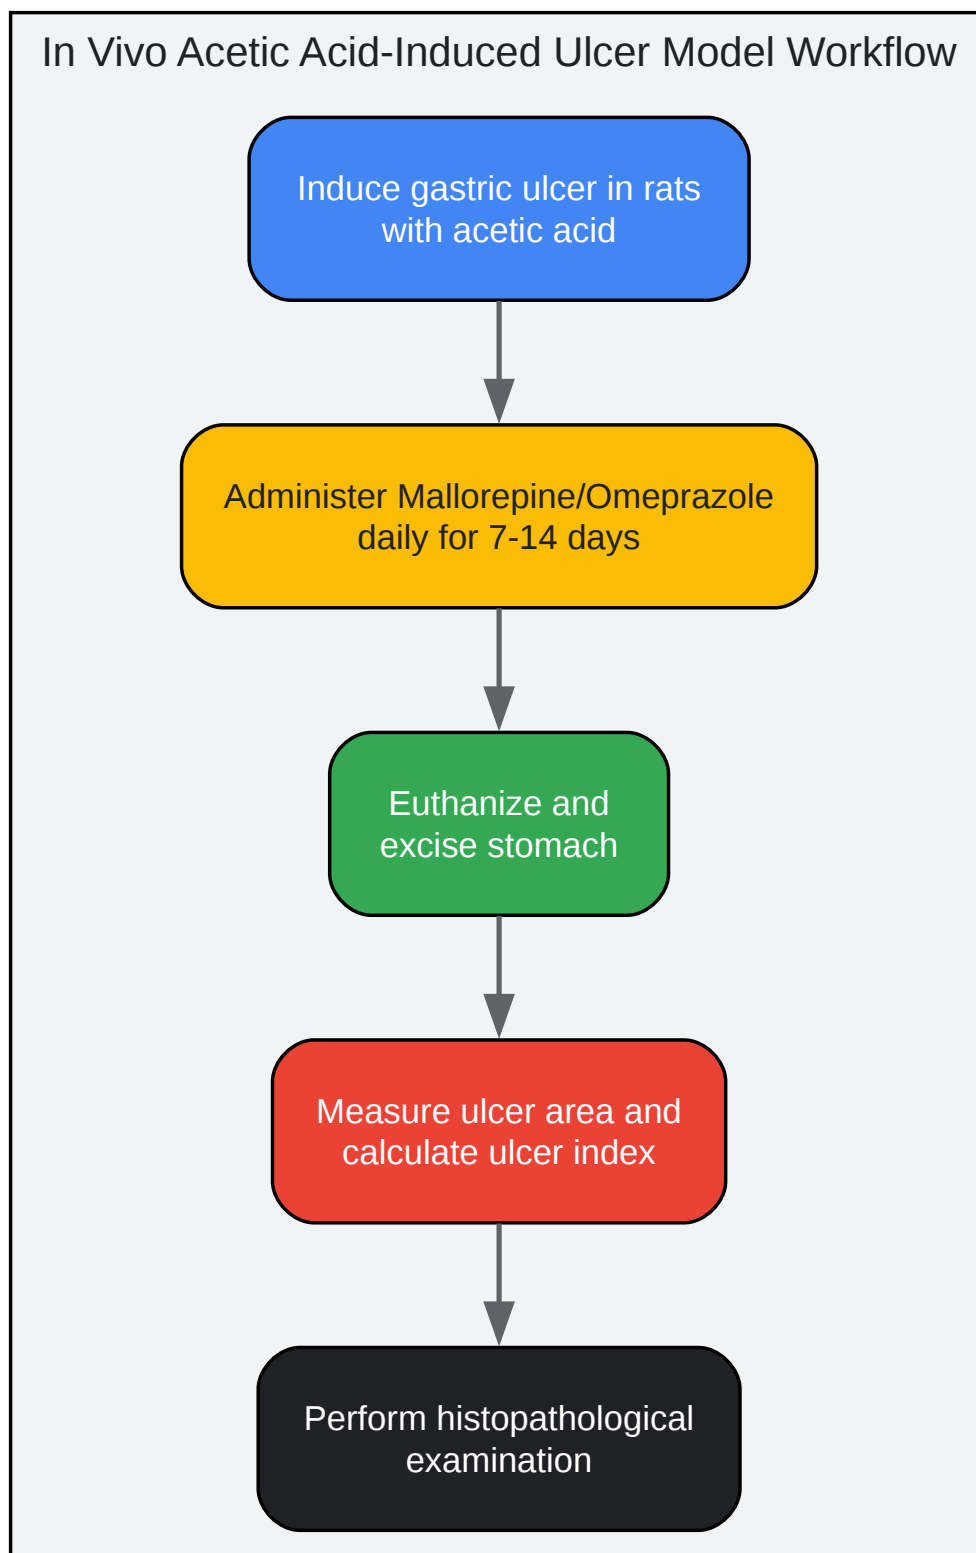 In Vivo Acetic Acid-Induced Ulcer Model Workflow
Induce gastric ulcer in rats
with acetic acid
Administer Mallorepine/Omeprazole
daily for 7-14 days
Euthanize and
excise stomach
Measure ulcer area and
calculate ulcer index
Perform histopathological
examination